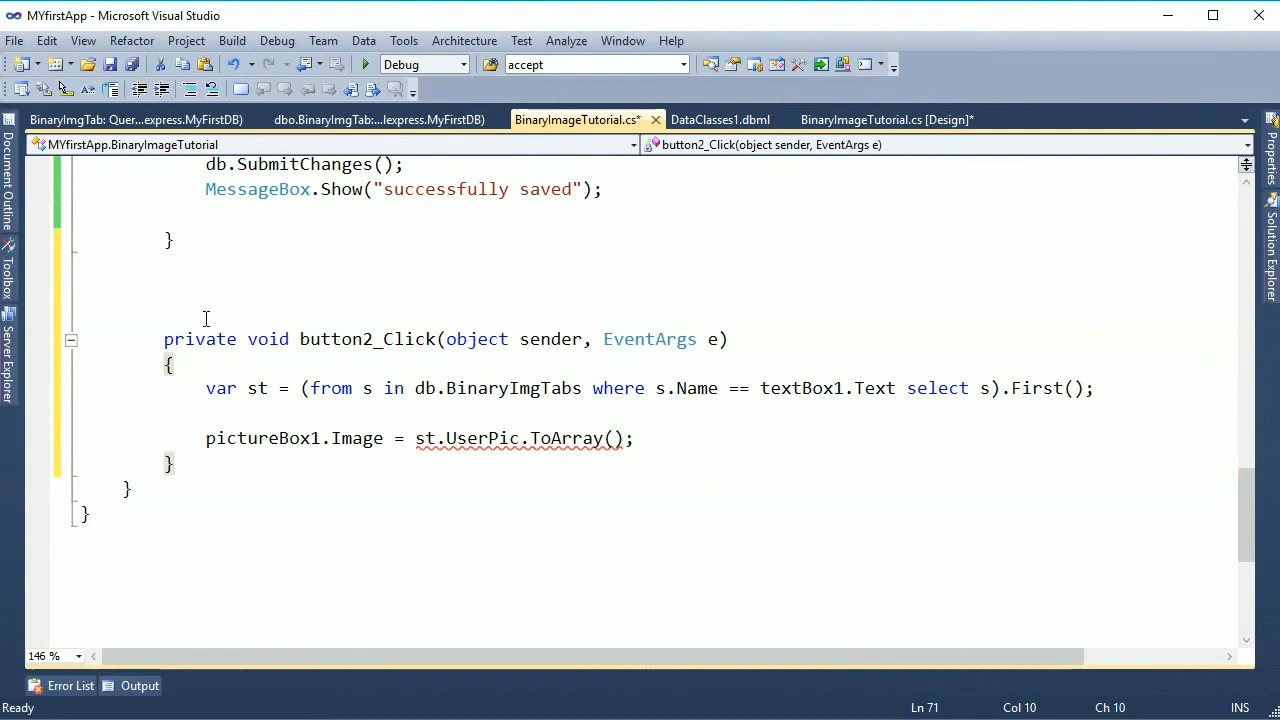 MYfirstApp - Microsoft Visual Studio
File Edit View Refactor Project Build Debug Team Data Tools Architecture Test Analyze Window Help
Debug accept
BinaryImgTab: Quer...express.MyFirstDB) dbo.BinaryImgTab:...lexpress.MyFirstDB) BinaryImageTutorial.cs* DataClasses1.dbml BinaryImageTutorial.cs [Design]*
MYfirstApp.BinaryImageTutorial button2_Click(object sender, EventArgs e)
Document Outline
Toolbox
Server Explorer
db.SubmitChanges();
MessageBox.Show("successfully saved");
}
private void button2_Click(object sender, EventArgs e)
{
var st = (from s in db.BinaryImgTabs where s.Name == textBox1.Text select s).First();
pictureBox1.Image = st.UserPic.ToArray();
}
}
}
Properties
Solution Explorer
146 %
Error List Output
Ready Ln 71 Col 10 Ch 10 INS